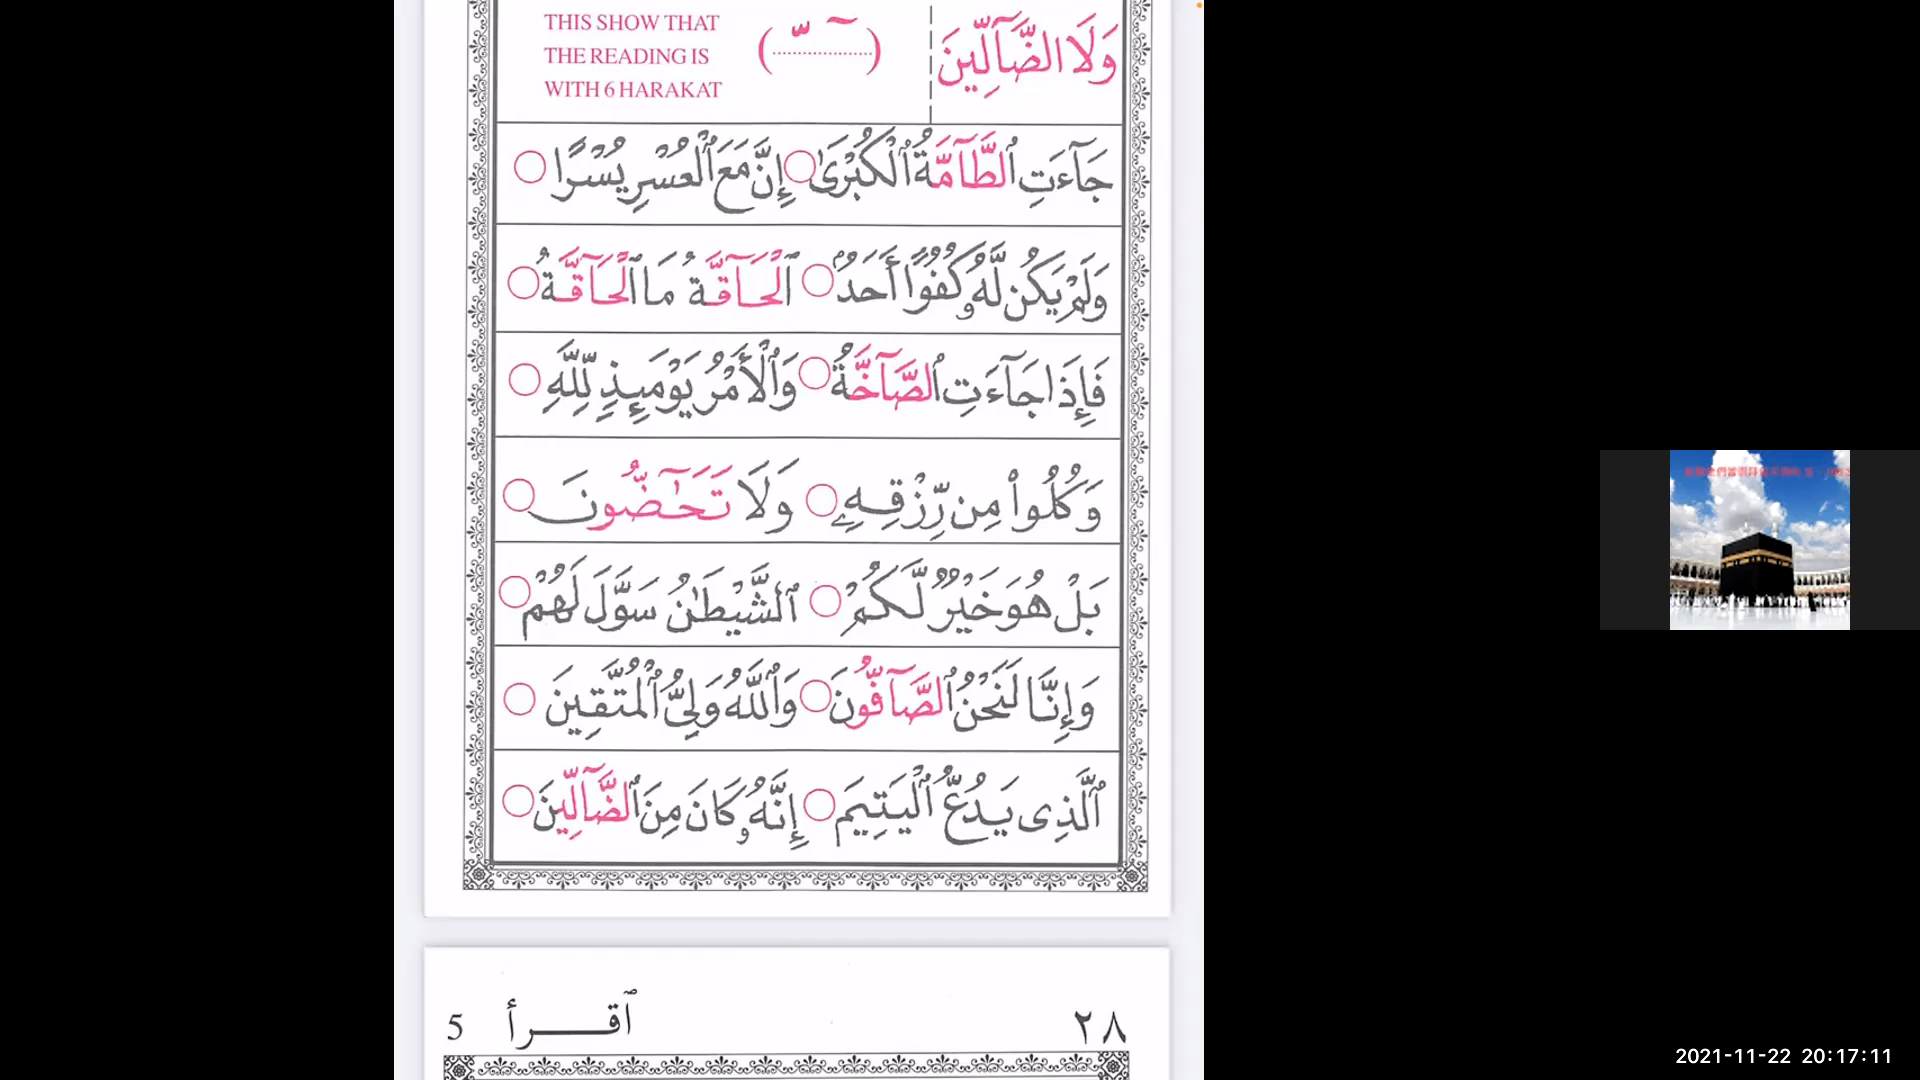 THIS SHOW THAT
THE READING IS
WITH 6 HARAKAT
وَلَا الضَّآلِّينَ
جَآءَتِ ٱلطَّآمَّةُ ٱلْكُبْرَىٰ ○ إِنَّ مَعَ ٱلْعُسْرِ يُسْرًا ○
وَلَمْ يَكُن لَّهُۥ كُفُوًا أَحَدٌۢ ○ ٱلْحَآقَّةُ مَا ٱلْحَآقَّةُ ○
فَإِذَا جَآءَتِ ٱلصَّآخَّةُ ○ وَٱلْأَمْرُ يَوْمَئِذٍ لِّلَّهِ ○
وَكُلُوا۟ مِن رِّزْقِهِۦ ○ وَلَا تَحَٰٓضُّونَ ○
بَلْ هُوَ خَيْرٌ لَّكُمْ ○ ٱلشَّيْطَٰنُ سَوَّلَ لَهُمْ ○
وَإِنَّا لَنَحْنُ ٱلصَّآفُّونَ ○ وَٱللَّهُ وَلِىُّ ٱلْمُتَّقِينَ ○
ٱلَّذِى يَدُعُّ ٱلْيَتِيمَ ○ إِنَّهُۥ كَانَ مِنَ ٱلضَّآلِّينَ ○
٢٨ ٱقـــرأ 5
2021-11-22 20:17:11